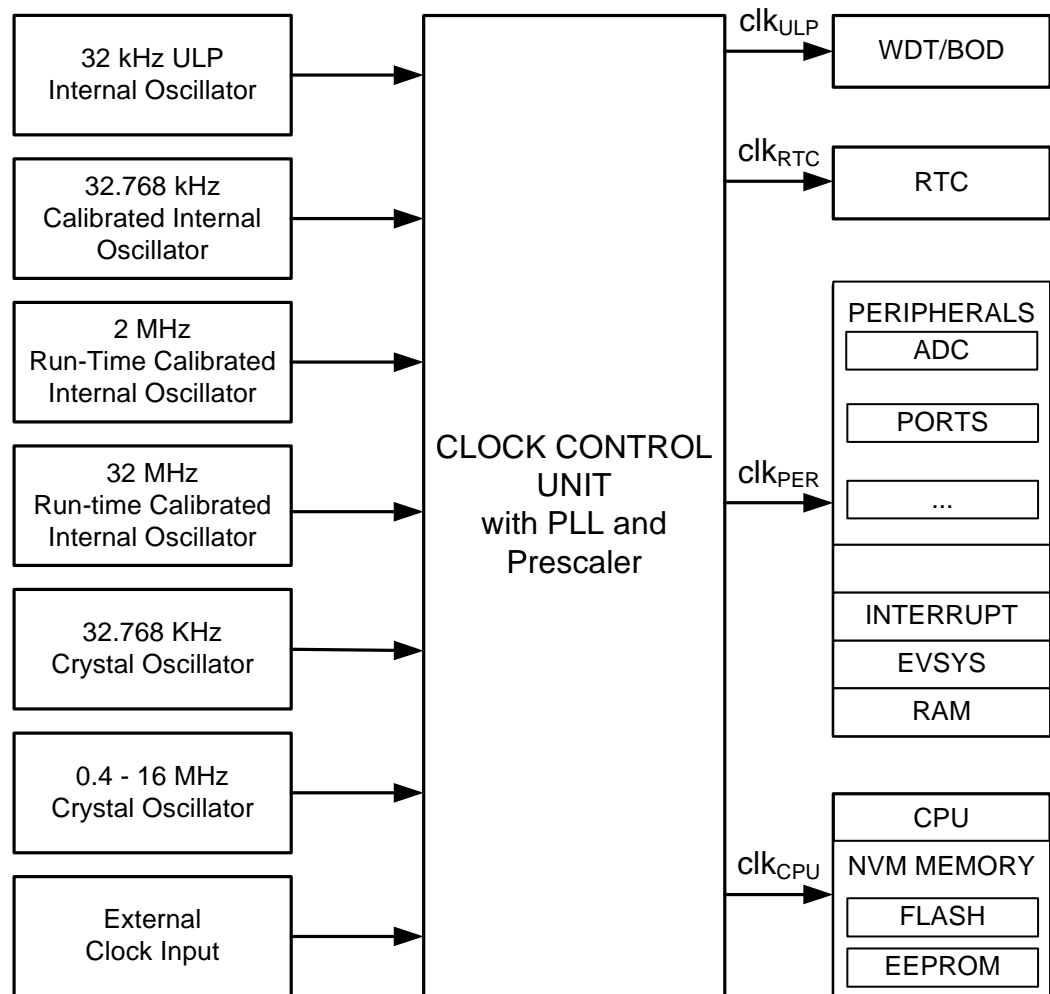 32 kHz ULP
Internal Oscillator
32.768 kHz
Calibrated Internal
Oscillator
2 MHz
Run-Time Calibrated
Internal Oscillator
32 MHz
Run-time Calibrated
Internal Oscillator
32.768 KHz
Crystal Oscillator
0.4 - 16 MHz
Crystal Oscillator
External
Clock Input
CLOCK CONTROL
UNIT
with PLL and
Prescaler
clkULP
clkRTC
clkPER
clkCPU
WDT/BOD
RTC
PERIPHERALS
ADC
PORTS
...
INTERRUPT
EVSYS
RAM
CPU
NVM MEMORY
FLASH
EEPROM